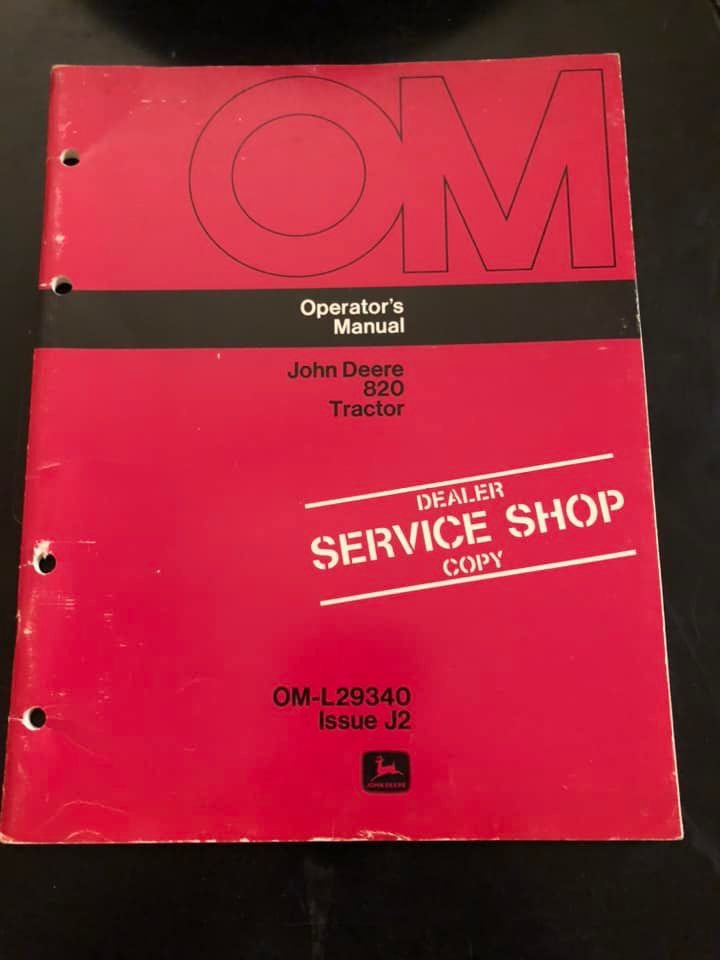 OM
Operator's
Manual
John Deere
820
Tractor
DEALER
SERVICE SHOP
COPY
OM-L29340
Issue J2
JOHN DEERE